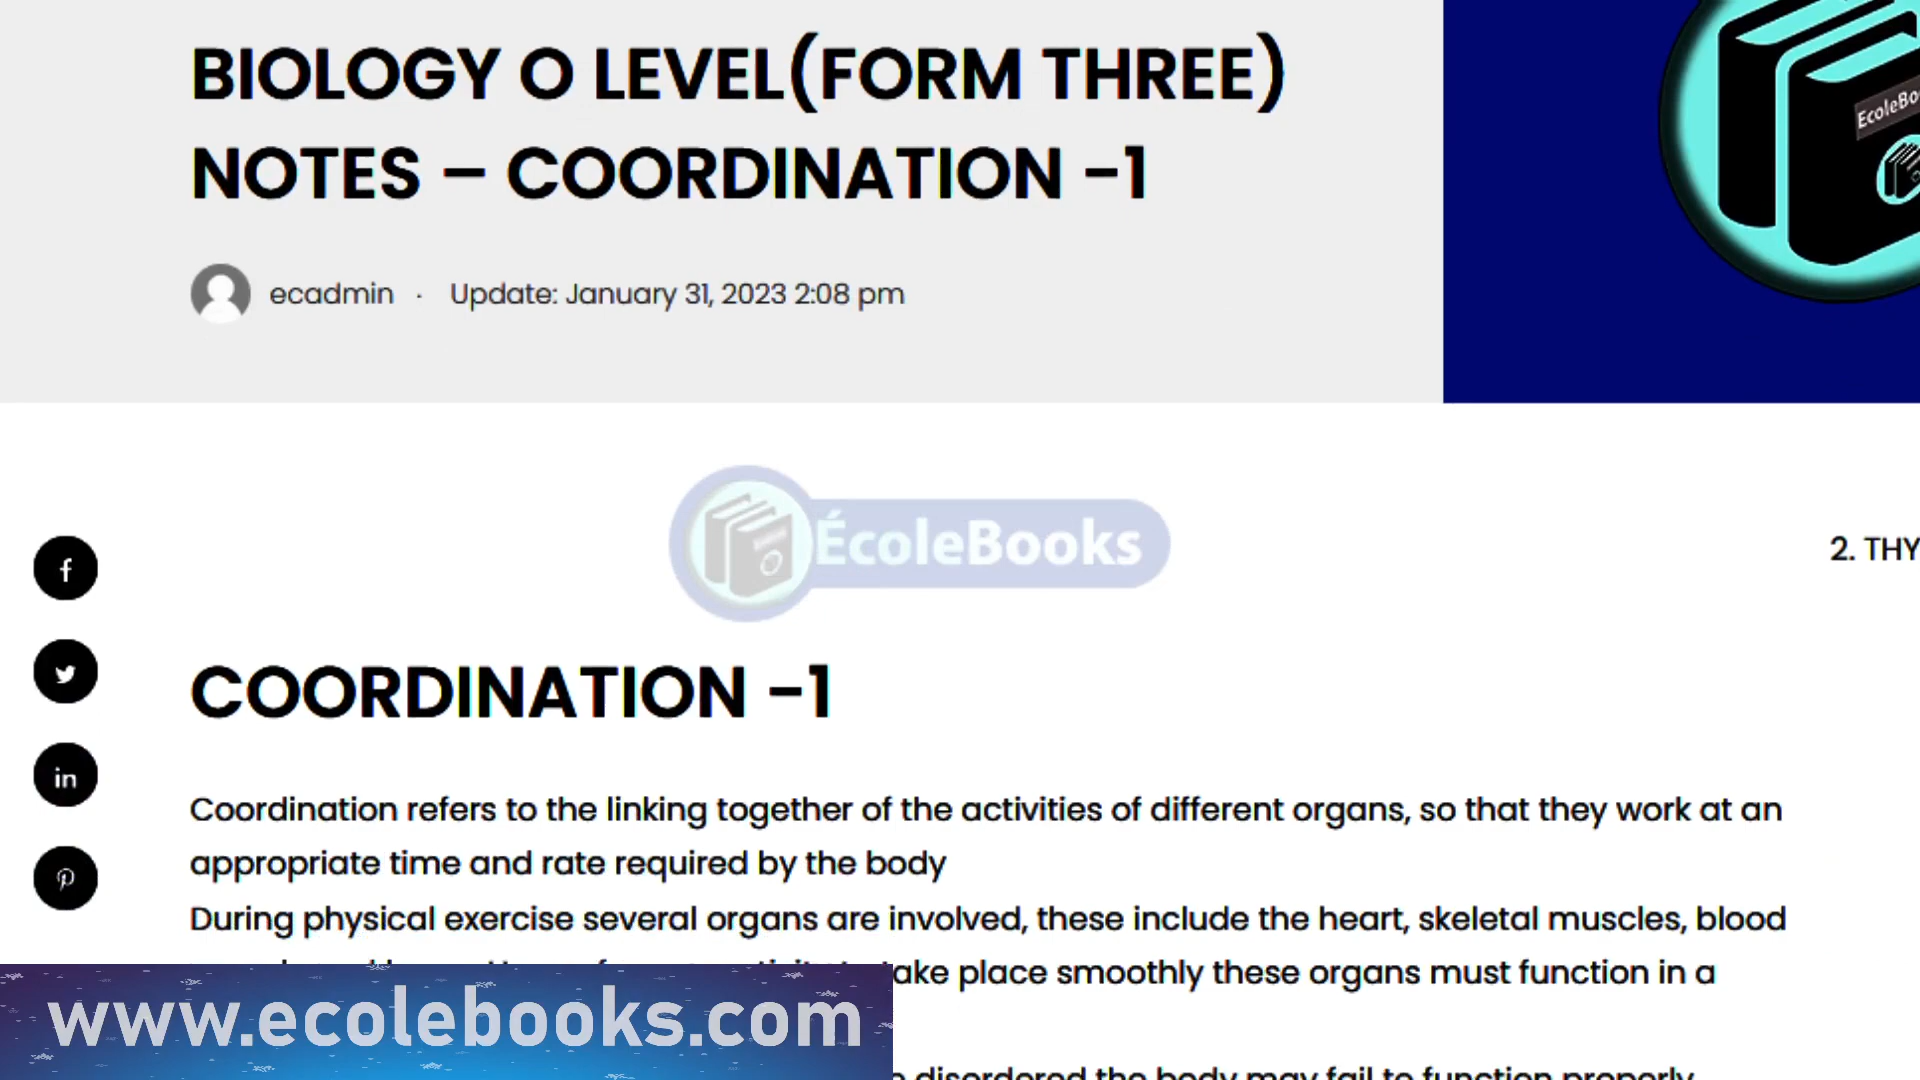 BIOLOGY O LEVEL(FORM THREE)
NOTES – COORDINATION -1
EcoleBo
ecadmin · Update: January 31, 2023 2:08 pm
ÉcoleBooks
2. THY
COORDINATION -1
Coordination refers to the linking together of the activities of different organs, so that they work at an
appropriate time and rate required by the body
During physical exercise several organs are involved, these include the heart, skeletal muscles, blood
take place smoothly these organs must function in a
www.ecolebooks.com
disordered the body may fail to function properly